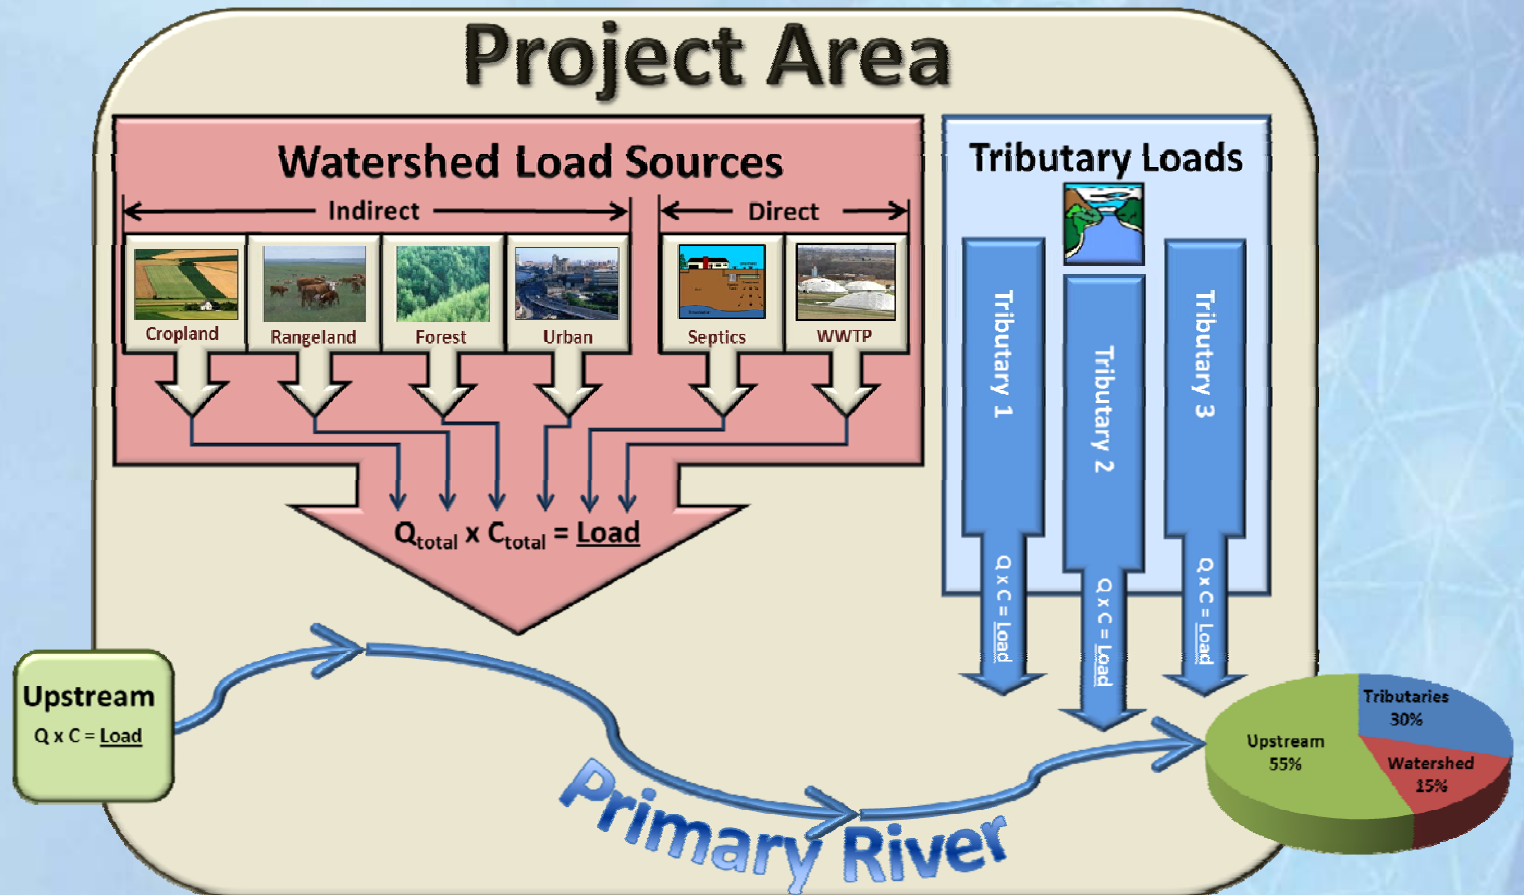 Project Area
Watershed Load Sources
Indirect
Direct
Cropland
Rangeland
Forest
Urban
Septics
WWTP
Qtotal x Ctotal = Load
Tributary Loads
Tributary 1
Tributary 2
Tributary 3
Q x C = Load
Q x C = Load
Q x C = Load
Upstream
Q x C = Load
Primary River
Tributaries
30%
Upstream
55%
Watershed
15%